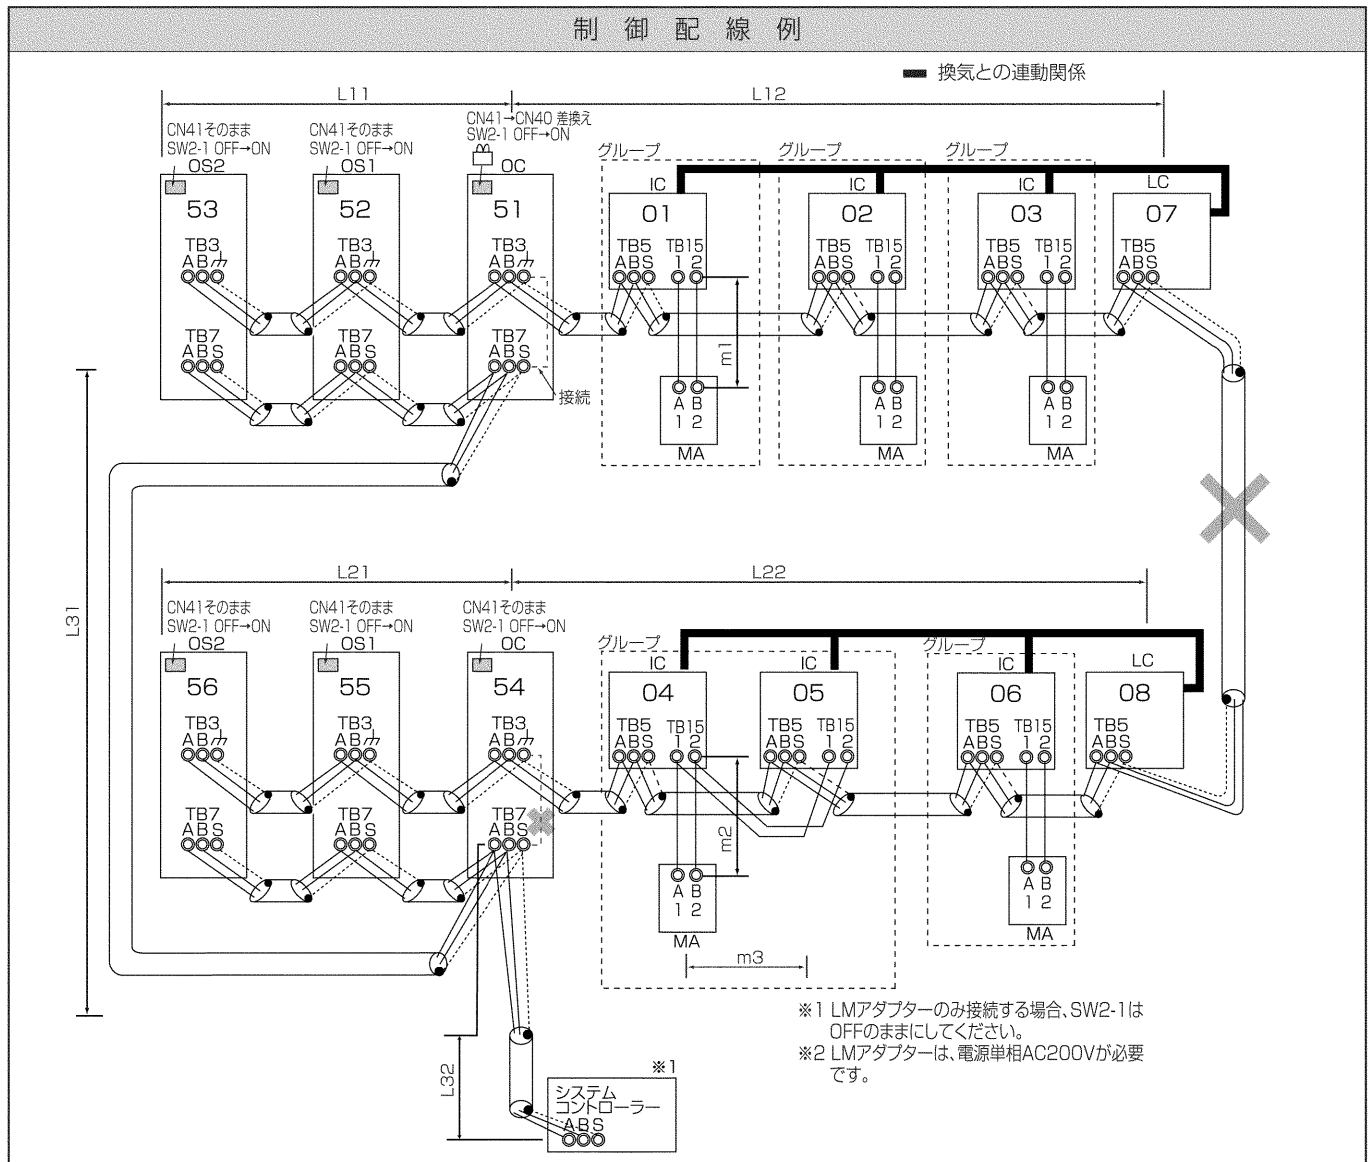 制御配線例
換気との連動関係
L11
L12
CN41そのまま
SW2-1 OFF→ON
OS2
CN41そのまま
SW2-1 OFF→ON
OS1
CN41→CN40 差換え
SW2-1 OFF→ON
OC
グループ
グループ
グループ
IC
IC
IC
LC
53
52
51
01
02
03
07
TB3
AB
TB3
AB
TB3
AB
TB5
ABS
TB15
1 2
TB5
ABS
TB15
1 2
TB5
ABS
TB15
1 2
TB5
ABS
TB7
ABS
TB7
ABS
TB7
ABS
接続
m1
A B
1 2
MA
A B
1 2
MA
A B
1 2
MA
L31
L21
L22
CN41そのまま
SW2-1 OFF→ON
OS2
CN41そのまま
SW2-1 OFF→ON
OS1
CN41そのまま
SW2-1 OFF→ON
OC
グループ
グループ
IC
IC
IC
LC
56
55
54
04
05
06
08
TB3
AB
TB3
AB
TB3
AB
TB5
ABS
TB15
1 2
TB5
ABS
TB15
1 2
TB5
ABS
TB15
1 2
TB5
ABS
TB7
ABS
TB7
ABS
TB7
ABS
m2
A B
1 2
MA
A B
1 2
MA
m3
※1 LMアダプターのみ接続する場合、SW2-1は
OFFのままにしてください。
※2 LMアダプターは、電源単相AC200Vが必要
です。
L32
※1
システム
コントローラー
ABS